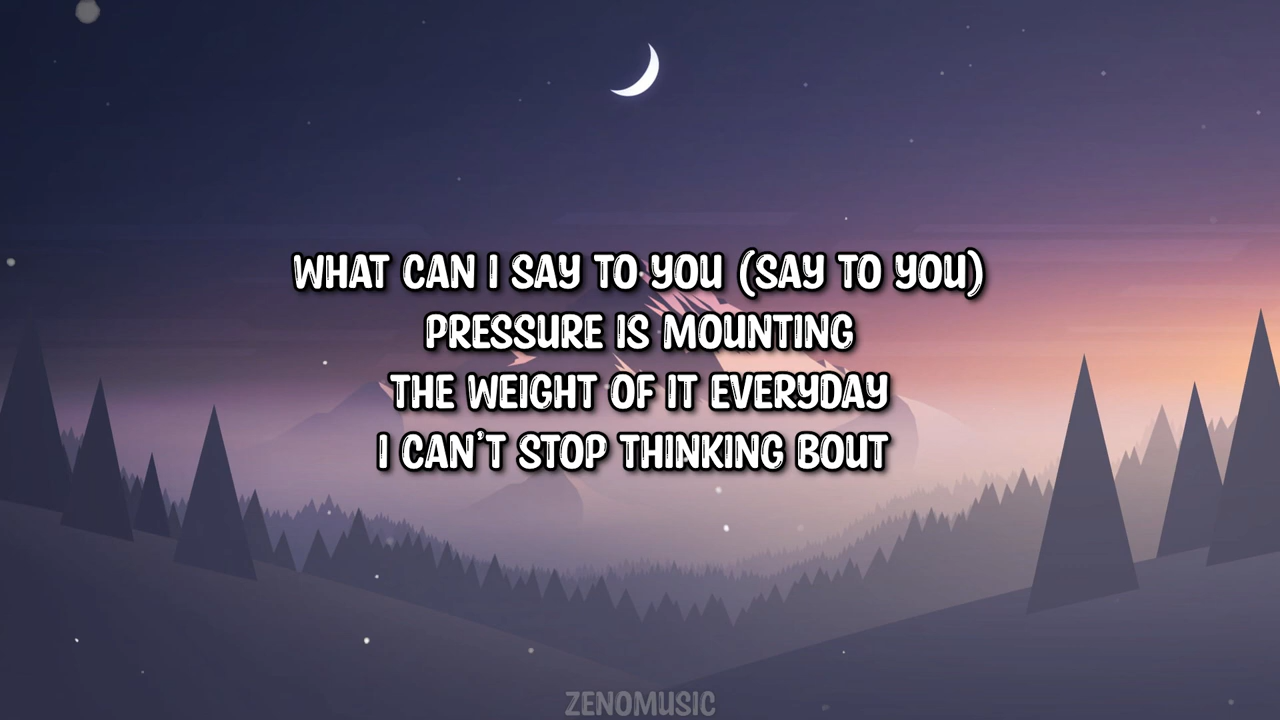 WHAT CAN I SAY TO YOU (SAY TO YOU)
PRESSURE IS MOUNTING
THE WEIGHT OF IT EVERYDAY
I CAN'T STOP THINKING BOUT
ZENOMUSIC